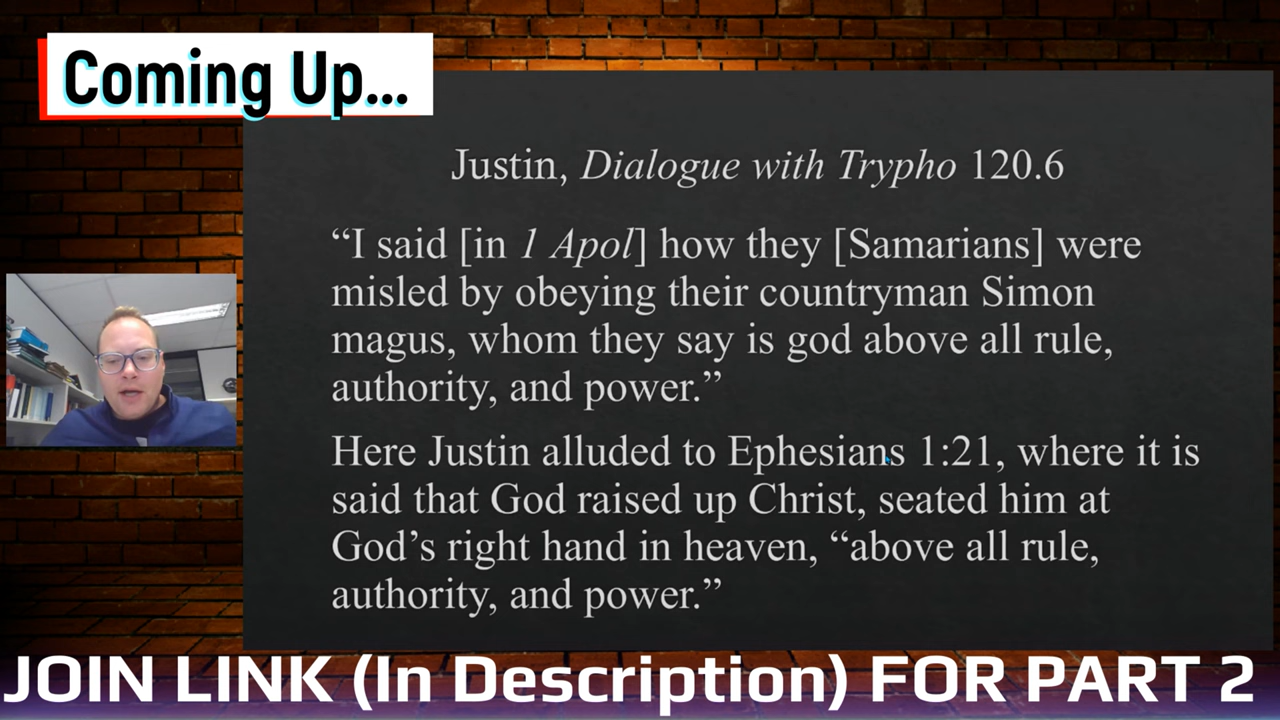 Coming Up...
Justin, Dialogue with Trypho 120.6
“I said [in 1 Apol] how they [Samarians] were
misled by obeying their countryman Simon
magus, whom they say is god above all rule,
authority, and power.”
Here Justin alluded to Ephesians 1:21, where it is
said that God raised up Christ, seated him at
God’s right hand in heaven, “above all rule,
authority, and power.”
JOIN LINK (In Description) FOR PART 2